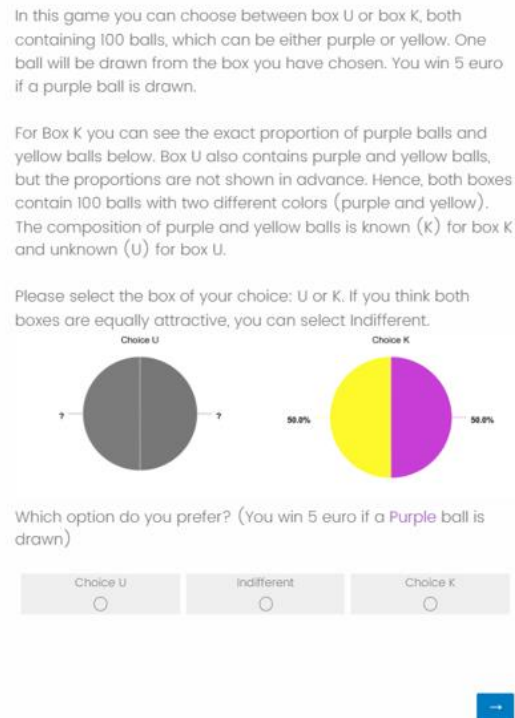 In this game you can choose between box U or box K, both
containing 100 balls, which can be either purple or yellow. One
ball will be drawn from the box you have chosen. You win 5 euro
if a purple ball is drawn.
For Box K you can see the exact proportion of purple balls and
yellow balls below. Box U also contains purple and yellow balls,
but the proportions are not shown in advance. Hence, both boxes
contain 100 balls with two different colors (purple and yellow).
The composition of purple and yellow balls is known (K) for box K
and unknown (U) for box U.
Please select the box of your choice: U or K. If you think both
boxes are equally attractive, you can select Indifferent.
Choice U Choice K
? ? 50.0% 50.0%
Which option do you prefer? (You win 5 euro if a Purple ball is
drawn)
Choice U Indifferent Choice K
→